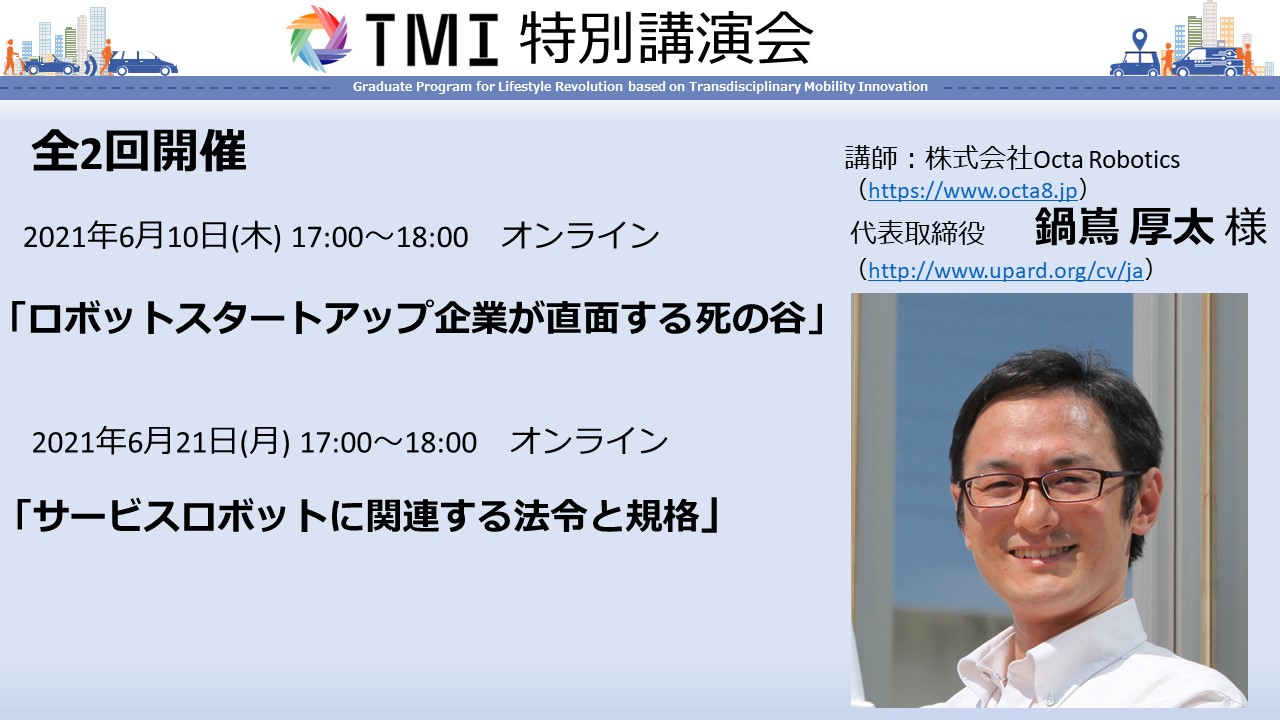 TMI 特別講演会
Graduate Program for Lifestyle Revolution based on Transdisciplinary Mobility Innovation
全2回開催
2021年6月10日(木) 17:00～18:00　オンライン
「ロボットスタートアップ企業が直面する死の谷」
2021年6月21日(月) 17:00～18:00　オンライン
「サービスロボットに関連する法令と規格」
講師：株式会社Octa Robotics
（https://www.octa8.jp）
代表取締役　鍋嶌 厚太 様
（http://www.upard.org/cv/ja）